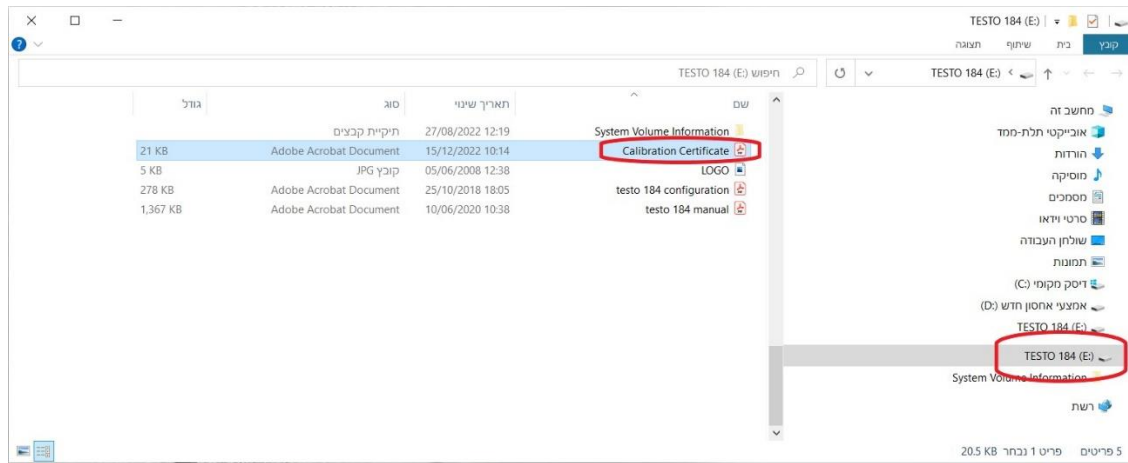 TESTO 184 (E:)
קובץ בית שיתוף תצוגה
TESTO 184 (E:)
חיפוש TESTO 184 (E:)
שם תאריך שינוי סוג גודל
System Volume Information 27/08/2022 12:19 תיקיית קבצים
Calibration Certificate 15/12/2022 10:14 Adobe Acrobat Document 21 KB
LOGO 05/06/2008 12:38 קובץ JPG 5 KB
testo 184 configuration 25/10/2018 18:05 Adobe Acrobat Document 278 KB
testo 184 manual 10/06/2020 10:38 Adobe Acrobat Document 1,367 KB
מחשב זה
אובייקטי תלת-ממד
הורדות
מוסיקה
מסמכים
סרטי וידאו
שולחן העבודה
תמונות
דיסק מקומי (C:)
אמצעי אחסון חדש (D:)
TESTO 184 (E:)
TESTO 184 (E:)
System Volume Information
רשת
5 פריטים פריט 1 נבחר 20.5 KB